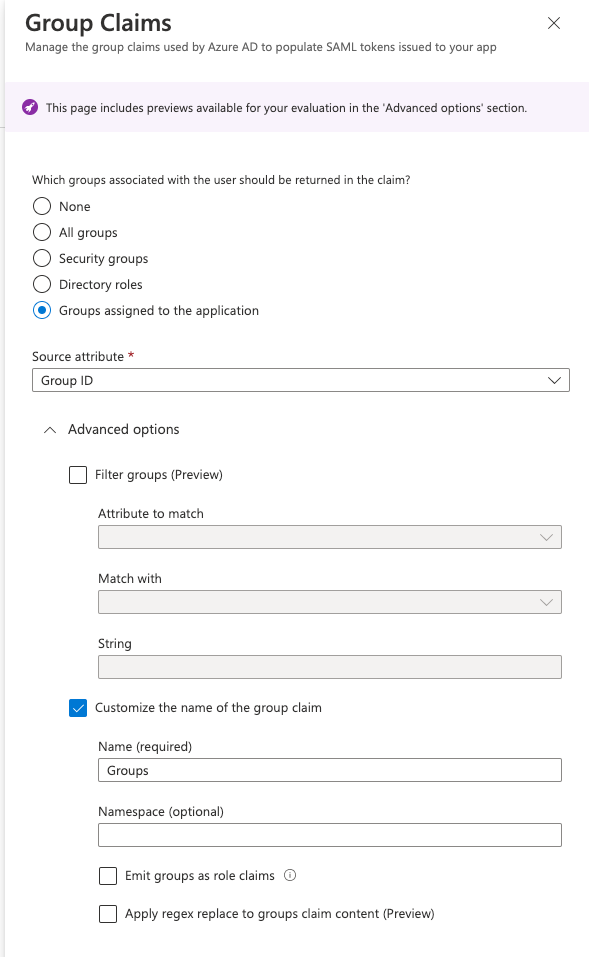 Group Claims
Manage the group claims used by Azure AD to populate SAML tokens issued to your app
This page includes previews available for your evaluation in the 'Advanced options' section.
Which groups associated with the user should be returned in the claim?
None
All groups
Security groups
Directory roles
Groups assigned to the application
Source attribute *
Group ID
Advanced options
Filter groups (Preview)
Attribute to match
Match with
String
Customize the name of the group claim
Name (required)
Groups
Namespace (optional)
Emit groups as role claims
Apply regex replace to groups claim content (Preview)